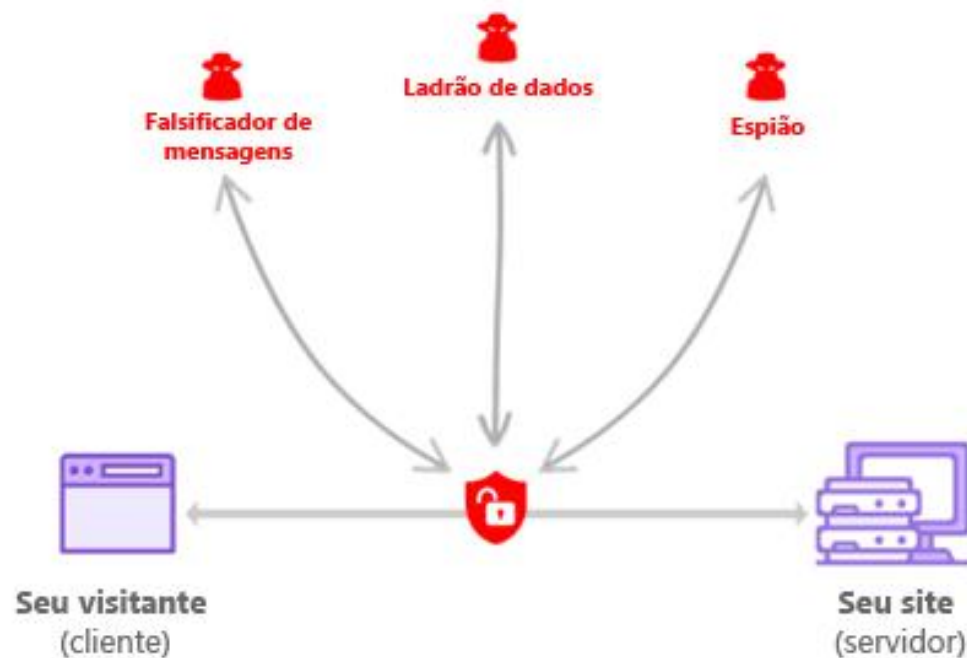 Ladrão de dados
Falsificador de
mensagens
Espião
Seu visitante
(cliente)
Seu site
(servidor)